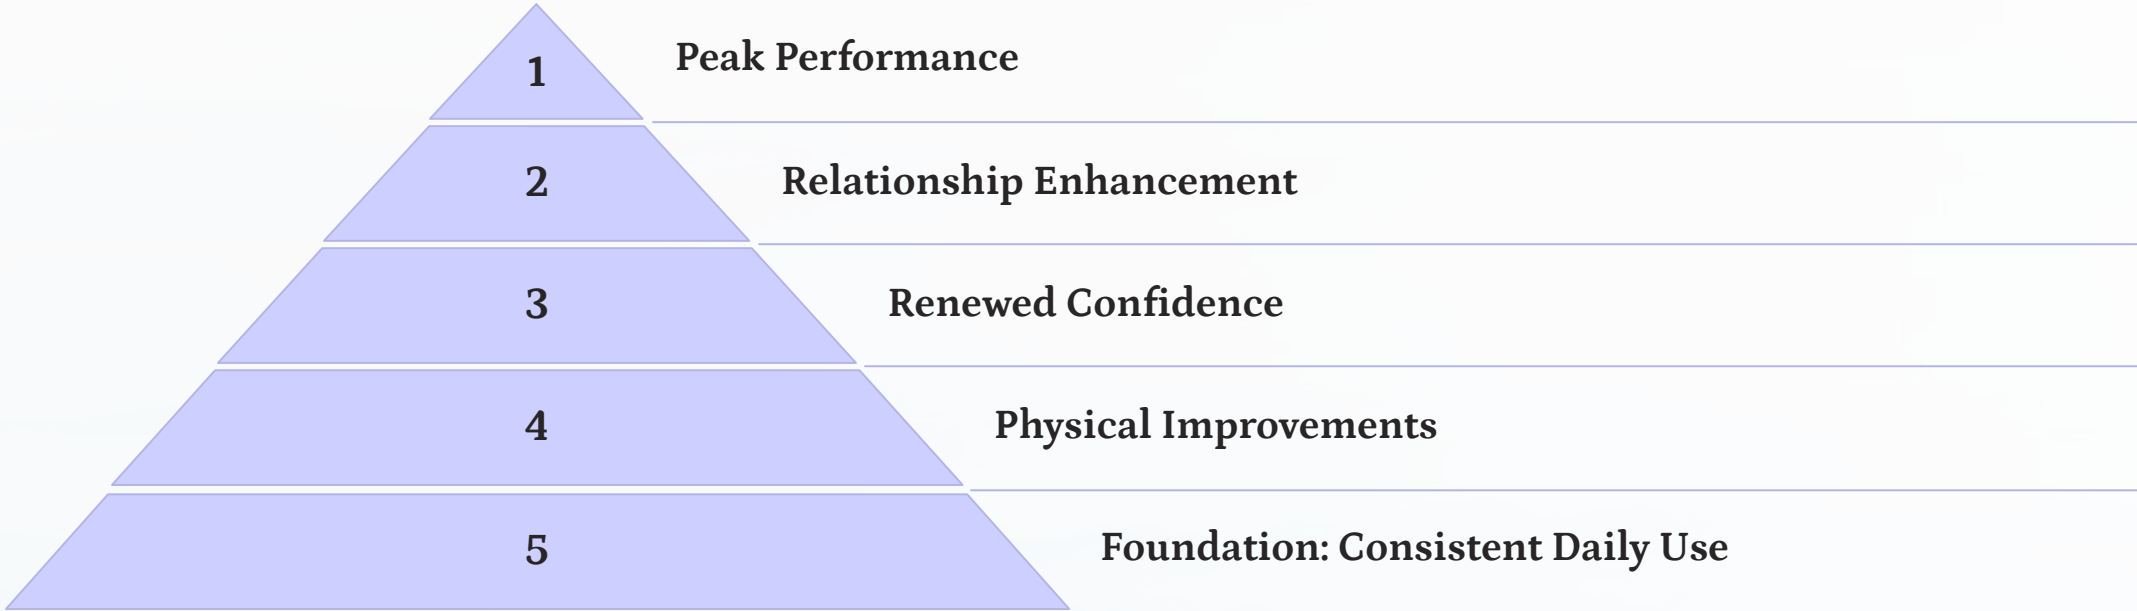 1
Peak Performance
2
Relationship Enhancement
3
Renewed Confidence
4
Physical Improvements
5
Foundation: Consistent Daily Use